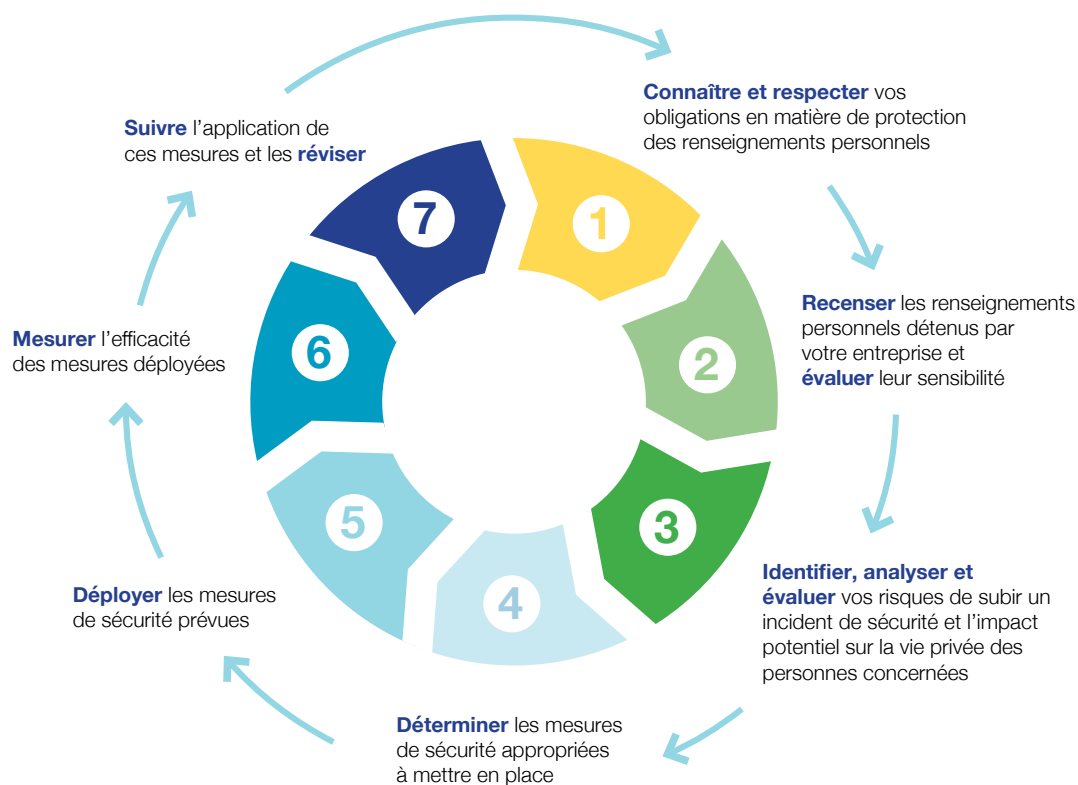 1
Connaître et respecter vos
obligations en matière de protection
des renseignements personnels
2
Recenser les renseignements
personnels détenus par
votre entreprise et
évaluer leur sensibilité
3
Identifier, analyser et
évaluer vos risques de subir un
incident de sécurité et l'impact
potentiel sur la vie privée des
personnes concernées
4
Déterminer les mesures
de sécurité appropriées
à mettre en place
5
Déployer les mesures
de sécurité prévues
6
Mesurer l'efficacité
des mesures déployées
7
Suivre l'application de
ces mesures et les réviser